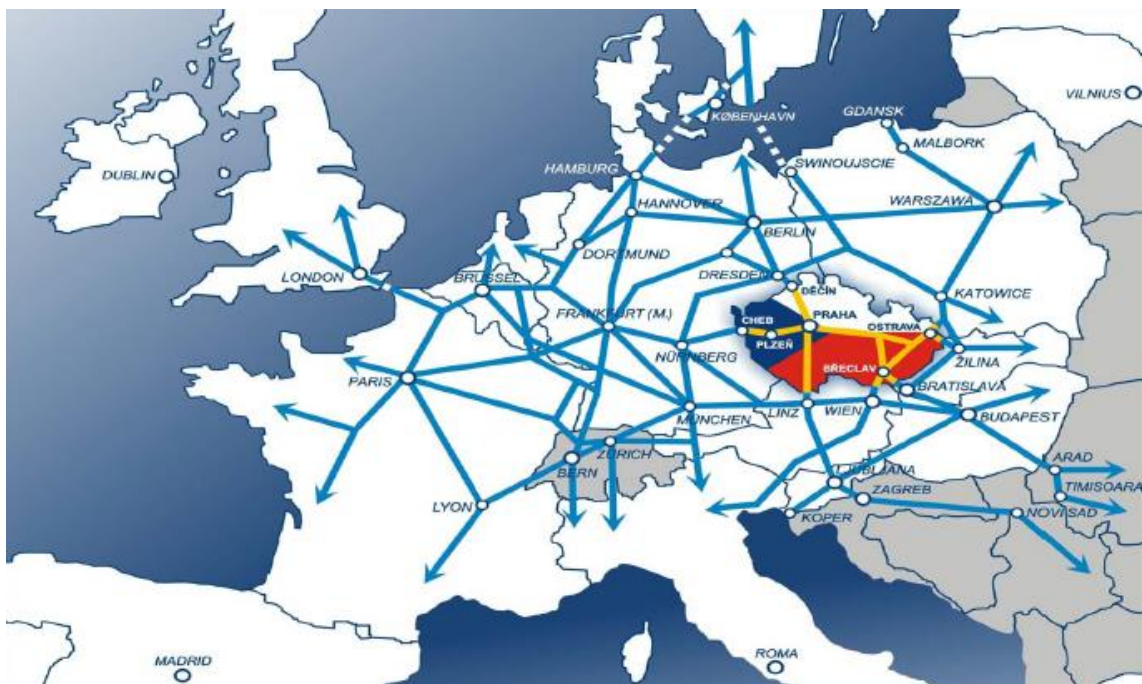 VILNIUS
GDANSK
KØBENHAVN
MALBORK
SWINOUJSCIE
HAMBURG
DUBLIN
HANNOVER
WARSZAWA
BERLIN
DORTMUND
LONDON
BRUSSEL
DRESDEN
DĚČÍN
KATOWICE
FRANKFURT (M.)
CHEB
PRAHA
OSTRAVA
PLZEŇ
NÜRNBERG
ŽILINA
BŘECLAV
PARIS
BRATISLAVA
MÜNCHEN
LINZ
WIEN
BUDAPEST
ZÜRICH
BERN
ARAD
LJUBLJANA
TIMISOARA
ZAGREB
LYON
KOPER
NOVI SAD
MADRID
ROMA